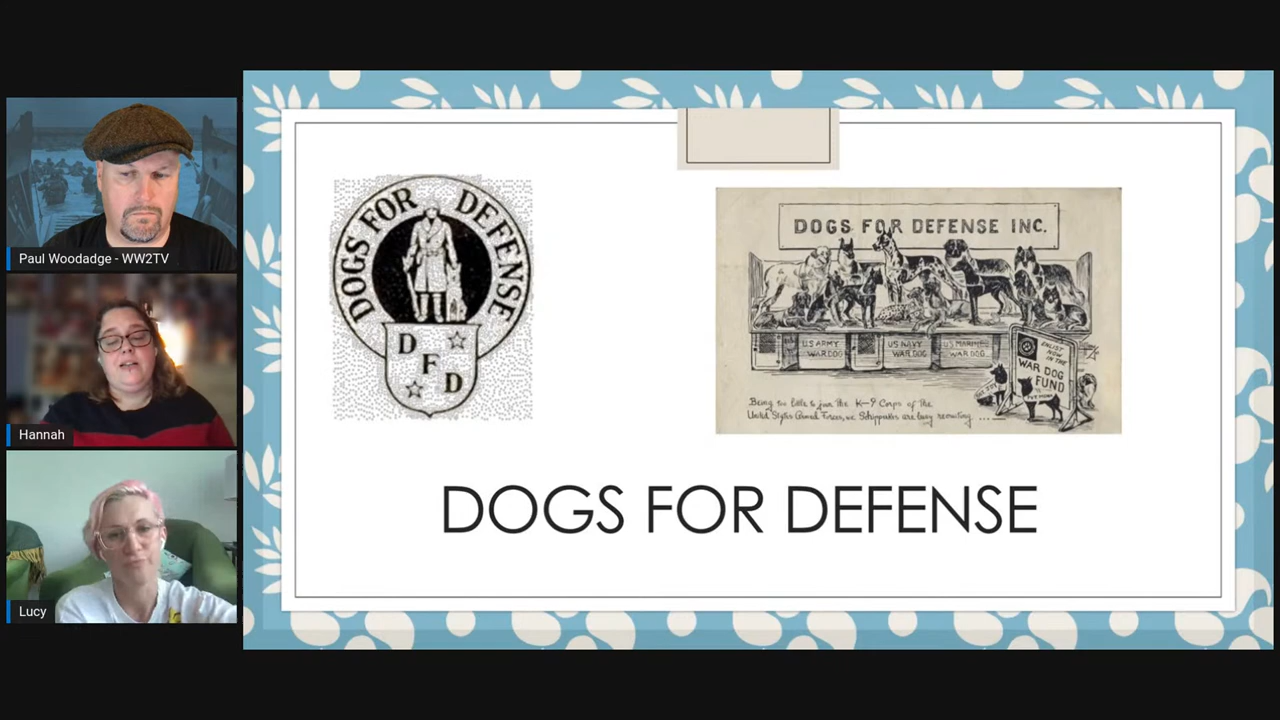 Paul Woodadge - WW2TV
Hannah
Lucy
DOGS FOR DEFENSE
D
F
D
DOGS FOR DEFENSE INC.
U.S ARMY
WAR DOG
U.S NAVY
WAR DOG
U.S MARINE
WAR DOG
ENLIST
NOW IN THE
WAR DOG
FUND
Being too little to join the K-9 Corps of the
United States Armed Forces, we Schipperkes are busy recruiting.....
DOGS FOR DEFENSE